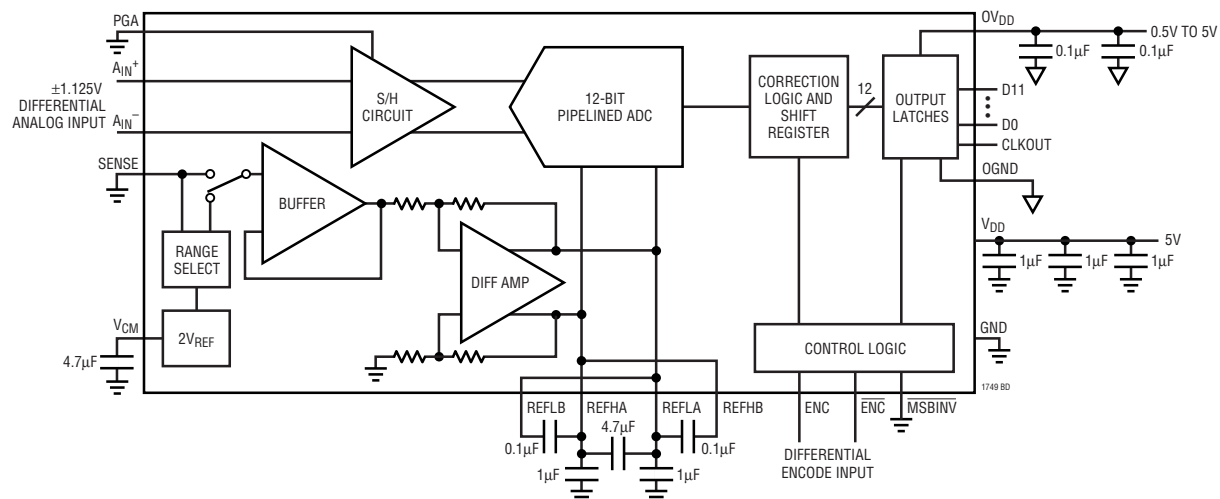 PGA
OV_DD
0.5V TO 5V
0.1µF
0.1µF
A_IN^+
±1.125V
DIFFERENTIAL
ANALOG INPUT
A_IN^–
S/H
CIRCUIT
12-BIT
PIPELINED ADC
CORRECTION
LOGIC AND
SHIFT
REGISTER
12
OUTPUT
LATCHES
D11
D0
CLKOUT
OGND
SENSE
BUFFER
RANGE
SELECT
DIFF AMP
V_DD
5V
1µF
1µF
1µF
V_CM
4.7µF
2V_REF
CONTROL LOGIC
GND
1749 BD
REFLB
REFHA
REFLA
REFHB
ENC
E̅N̅C̅
M̅S̅B̅I̅N̅V̅
0.1µF
4.7µF
0.1µF
1µF
1µF
DIFFERENTIAL
ENCODE INPUT